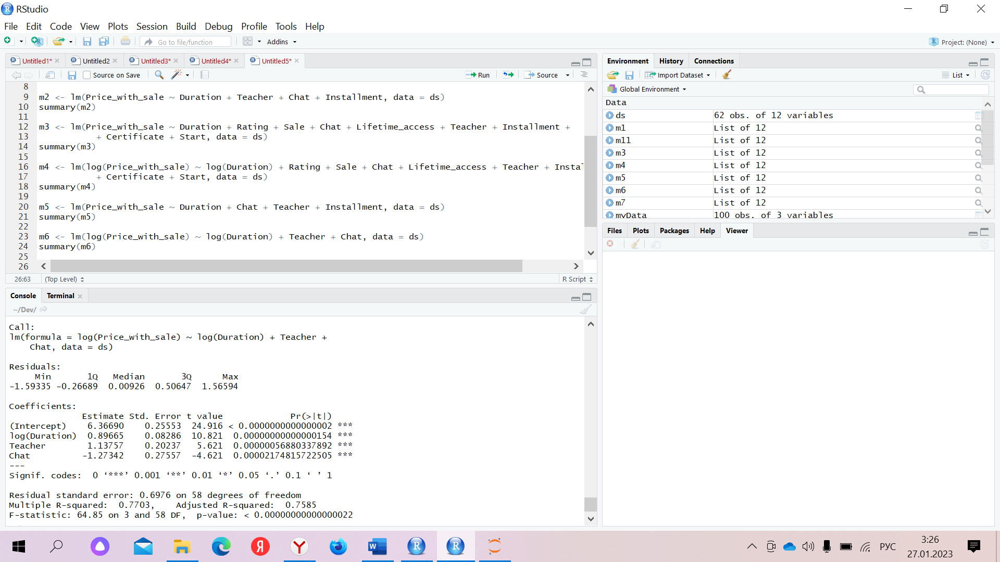 RStudio
File Edit Code View Plots Session Build Debug Profile Tools Help
Go to file/function Addins Project: (None)
Untitled1* Untitled2 Untitled3* Untitled4* Untitled5*
Source on Save Run Source
8
9 m2 <- lm(Price_with_sale ~ Duration + Teacher + Chat + Installment, data = ds)
10 summary(m2)
11
12 m3 <- lm(Price_with_sale ~ Duration + Rating + Sale + Chat + Lifetime_access + Teacher + Installment +
13 + Certificate + Start, data = ds)
14 summary(m3)
15
16 m4 <- lm(log(Price_with_sale) ~ log(Duration) + Rating + Sale + Chat + Lifetime_access + Teacher + Instal
17 + Certificate + Start, data = ds)
18 summary(m4)
19
20 m5 <- lm(Price_with_sale ~ Duration + Chat + Teacher + Installment, data = ds)
21 summary(m5)
22
23 m6 <- lm(log(Price_with_sale) ~ log(Duration) + Teacher + Chat, data = ds)
24 summary(m6)
25
26
26:63 (Top Level) R Script
Console Terminal
~/Dev/
Call:
lm(formula = log(Price_with_sale) ~ log(Duration) + Teacher +
Chat, data = ds)
Residuals:
Min 1Q Median 3Q Max
-1.59335 -0.26689 0.00926 0.50647 1.56594
Coefficients:
Estimate Std. Error t value Pr(>|t|)
(Intercept) 6.36690 0.25553 24.916 < 0.0000000000000002 ***
log(Duration) 0.89665 0.08286 10.821 0.00000000000000154 ***
Teacher 1.13757 0.20237 5.621 0.00000056880337892 ***
Chat -1.27342 0.27557 -4.621 0.00002174815722505 ***
---
Signif. codes: 0 ‘***’ 0.001 ‘**’ 0.01 ‘*’ 0.05 ‘.’ 0.1 ‘ ’ 1
Residual standard error: 0.6976 on 58 degrees of freedom
Multiple R-squared: 0.7703, Adjusted R-squared: 0.7585
F-statistic: 64.85 on 3 and 58 DF, p-value: < 0.00000000000000022
Environment History Connections
Import Dataset List
Global Environment
Data
ds 62 obs. of 12 variables
m1 List of 12
m11 List of 12
m3 List of 12
m4 List of 12
m5 List of 12
m6 List of 12
m7 List of 12
myData 100 obs. of 3 variables
Files Plots Packages Help Viewer
РУС
3:26
27.01.2023